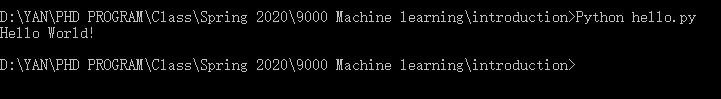 D:\YAN\PHD PROGRAM\Class\Spring 2020\9000 Machine learning\introduction>Python hello.py
Hello World!
D:\YAN\PHD PROGRAM\Class\Spring 2020\9000 Machine learning\introduction>